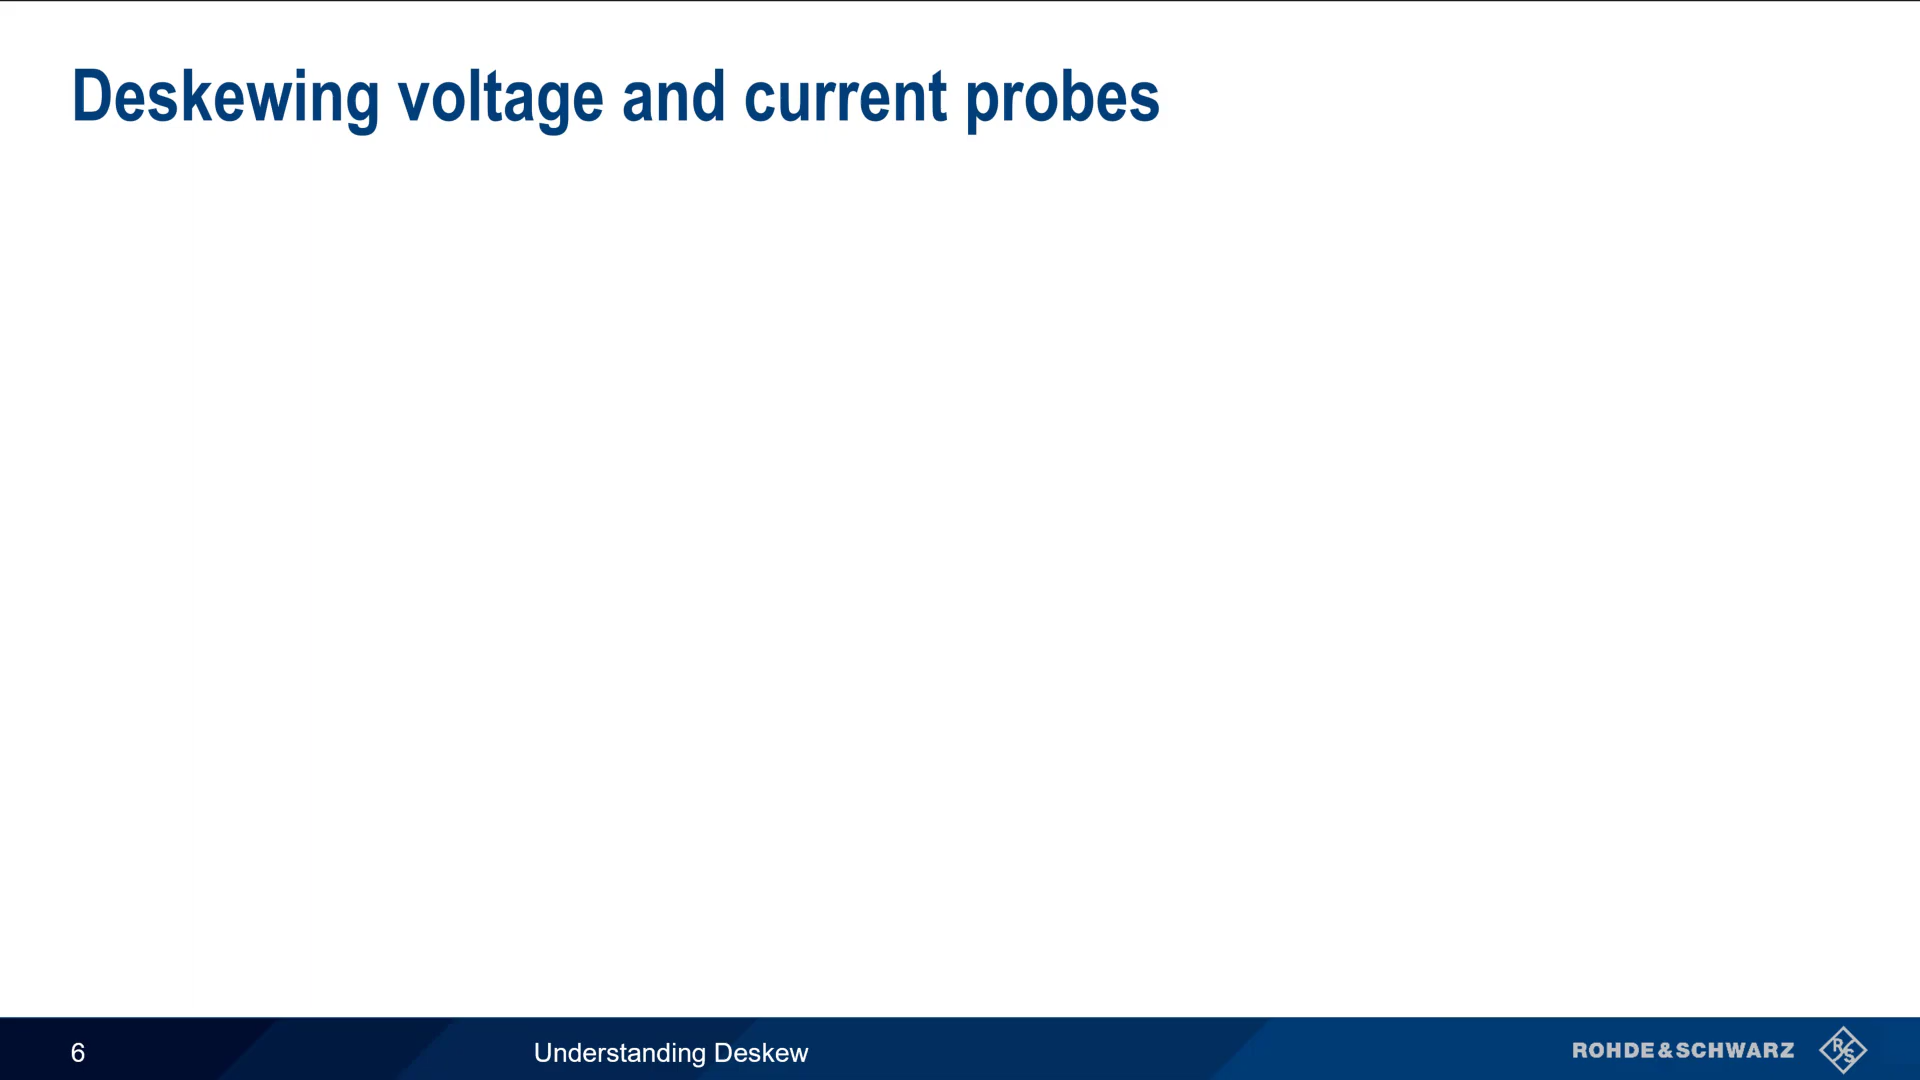 Deskewing voltage and current probes
6
Understanding Deskew
ROHDE & SCHWARZ
R S